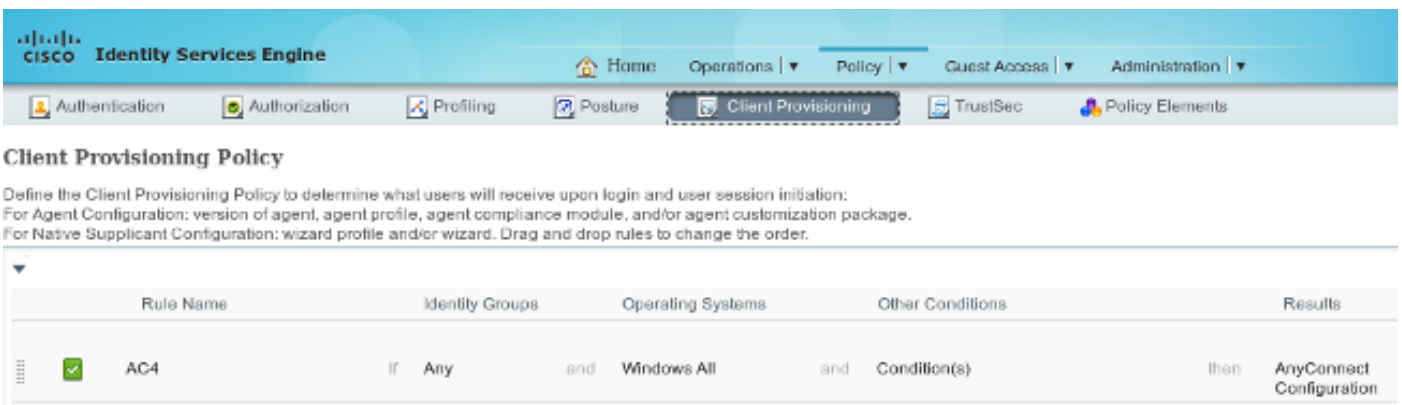 CISCO Identity Services Engine
Home Operations | ▼ Policy | ▼ Guest Access | ▼ Administration | ▼
Authentication Authorization Profiling Posture Client Provisioning TrustSec Policy Elements
Client Provisioning Policy
Define the Client Provisioning Policy to determine what users will receive upon login and user session initiation:
For Agent Configuration: version of agent, agent profile, agent compliance module, and/or agent customization package.
For Native Supplicant Configuration: wizard profile and/or wizard. Drag and drop rules to change the order.
Rule Name Identity Groups Operating Systems Other Conditions Results
AC4 If Any and Windows All and Condition(s) then AnyConnect
Configuration